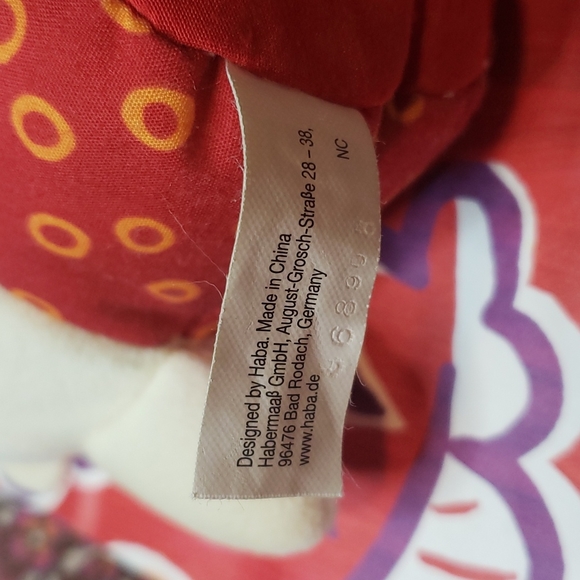 Designed by Haba. Made in China
Habermaaß GmbH, August-Grosch-Straße 28 – 38,
96476 Bad Rodach, Germany
www.haba.de
NC